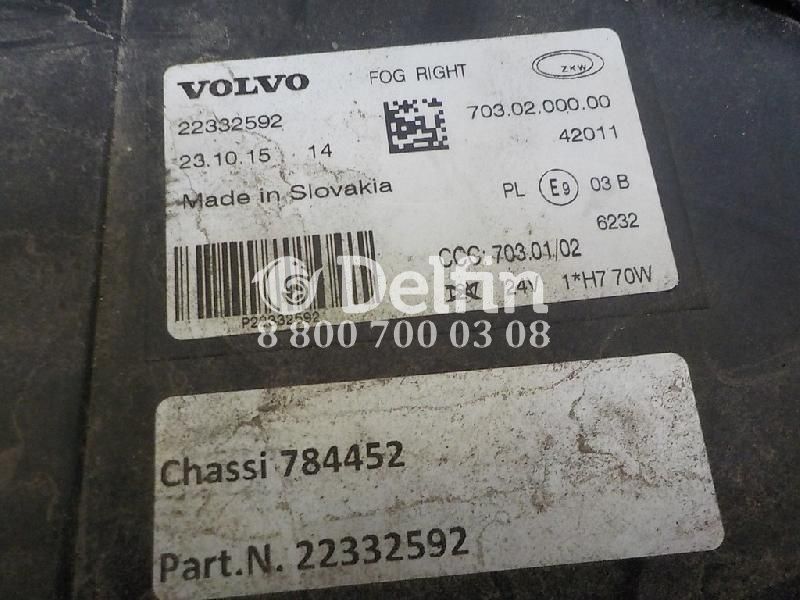 VOLVO FOG RIGHT ZKW
22332592 703.02.000.00
23.10.15 14 42011
Made in Slovakia PL E9 03 B
6232
CCC: 703.01/02
24V 1*H7 70W
P22332592
Delfin
8 800 700 03 08
Chassi 784452
Part.N. 22332592